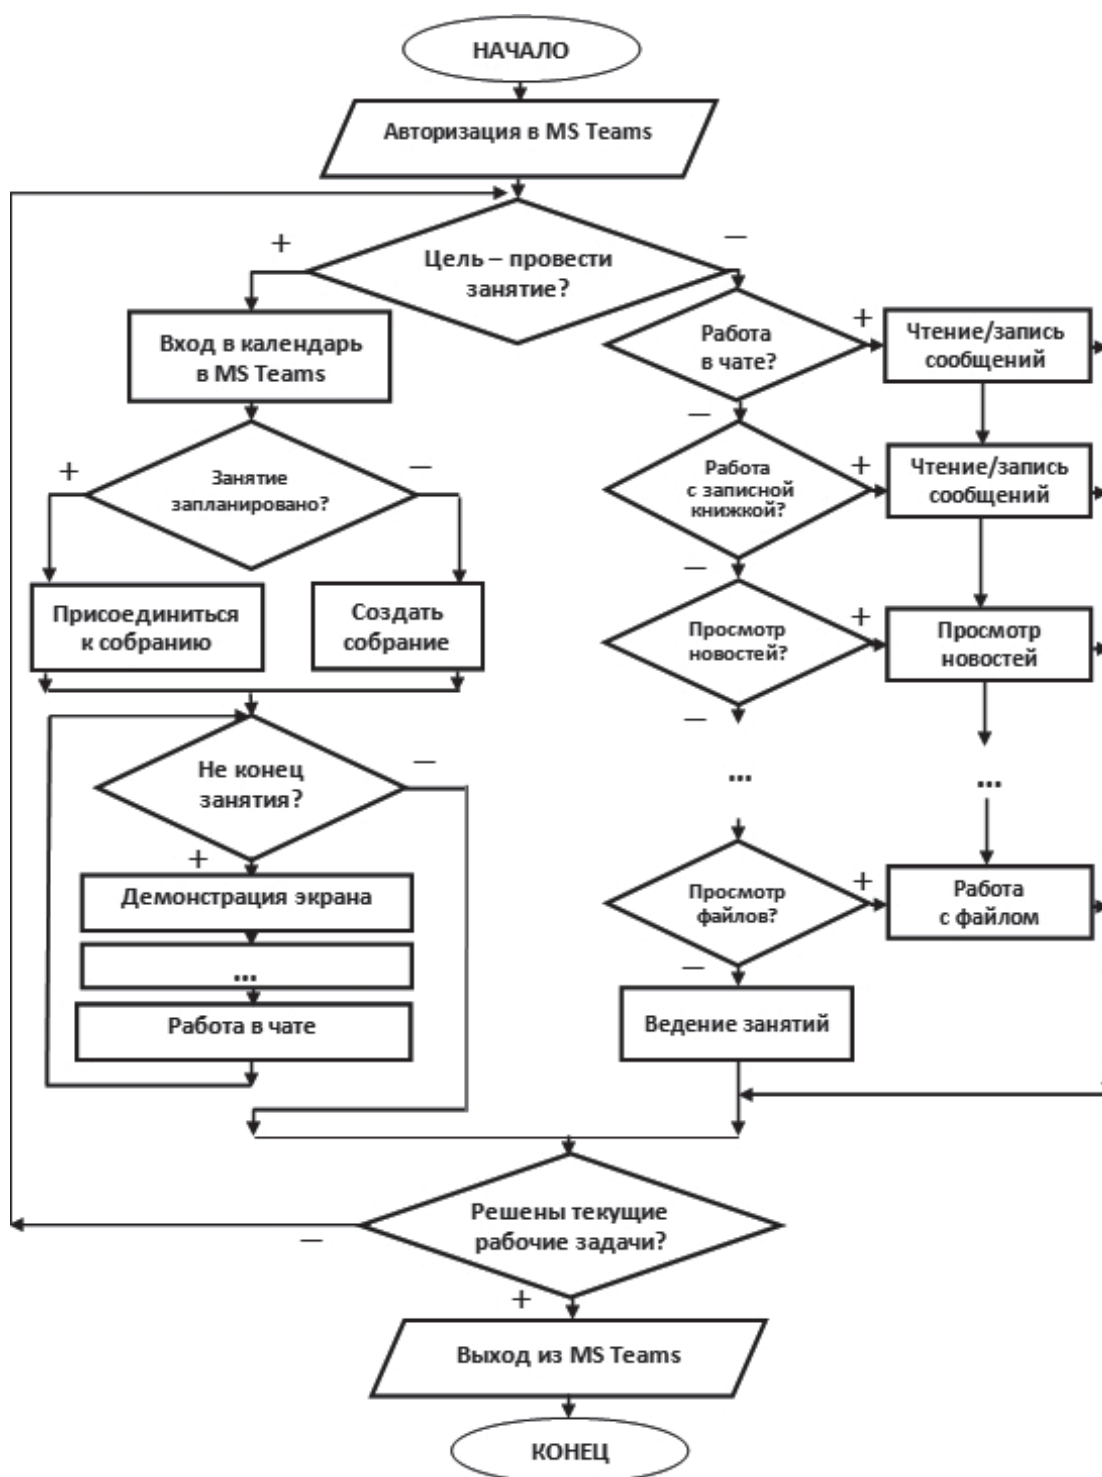 НАЧАЛО
Авторизация в MS Teams
+
—
Цель – провести
занятие?
Вход в календарь
в MS Teams
Работа
в чате?
+
Чтение/запись
сообщений
—
+
—
Занятие
запланировано?
Работа
с записной
книжкой?
+
Чтение/запись
сообщений
—
Присоединиться
к собранию
Создать
собрание
Просмотр
новостей?
+
Просмотр
новостей
—
Не конец
занятия?
—
...
...
+
Демонстрация экрана
...
Работа в чате
Просмотр
файлов?
+
Работа
с файлом
—
Ведение занятий
Решены текущие
рабочие задачи?
—
+
Выход из MS Teams
КОНЕЦ